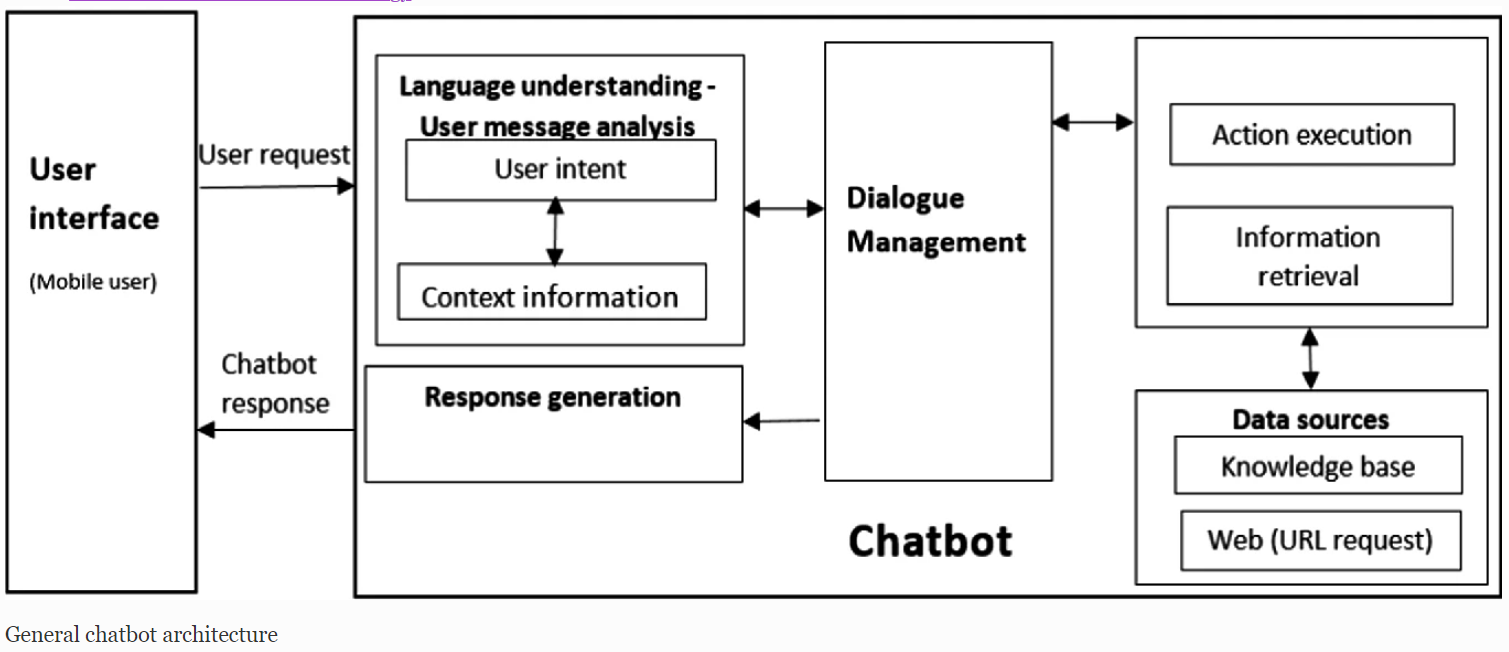 User
interface
(Mobile user)
User request
Chatbot
response
Language understanding -
User message analysis
User intent
Context information
Response generation
Dialogue
Management
Action execution
Information
retrieval
Data sources
Knowledge base
Web (URL request)
Chatbot
General chatbot architecture